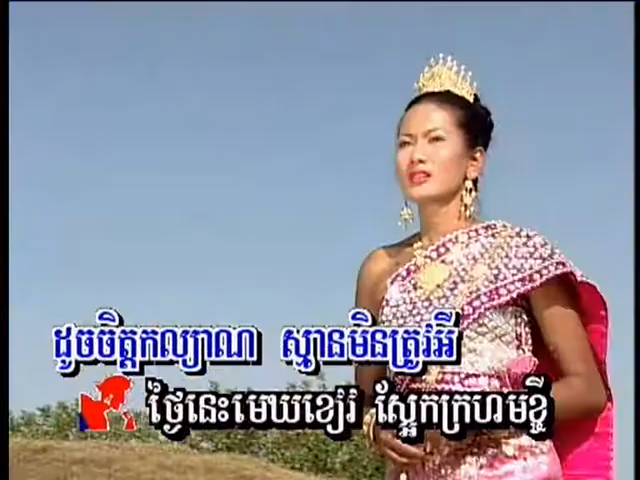 ដូចចិត្តកល្យាណ ស្មានមិនត្រូវអី
ថ្ងៃនេះមេឃខៀវ ស្អែកក្រហមខ្ចី